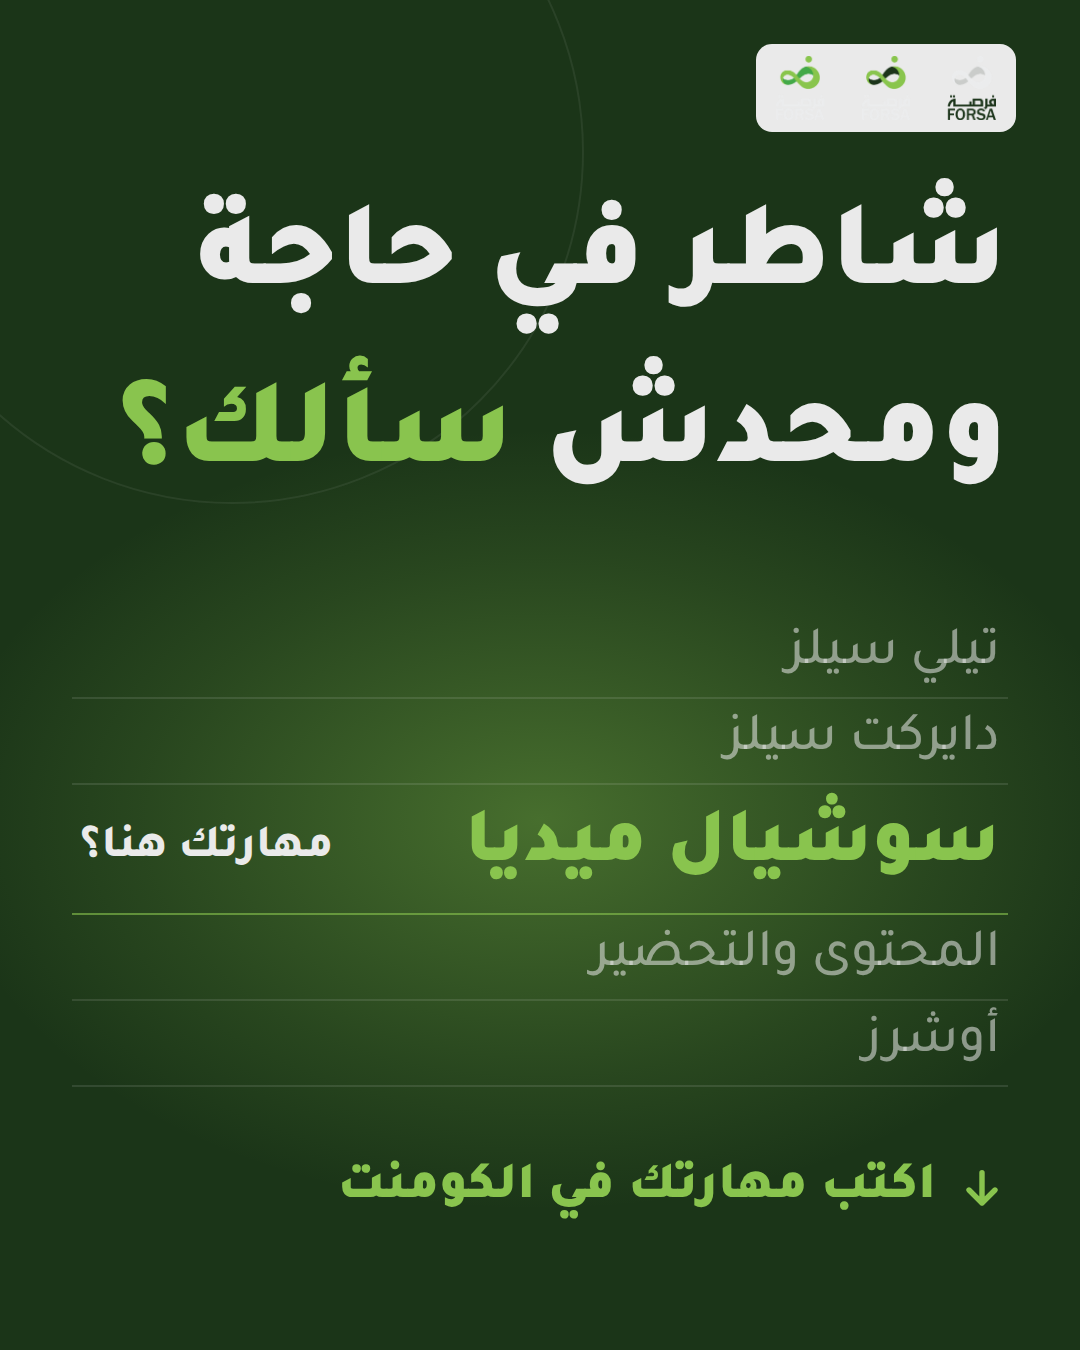 فرصة
FORSA
شاطر في حاجة
ومحدش سألك؟
تيلي سيلز
دايركت سيلز
سوشيال ميديا
مهارتك هنا؟
المحتوى والتحضير
أوشرز
↓ اكتب مهارتك في الكومنت